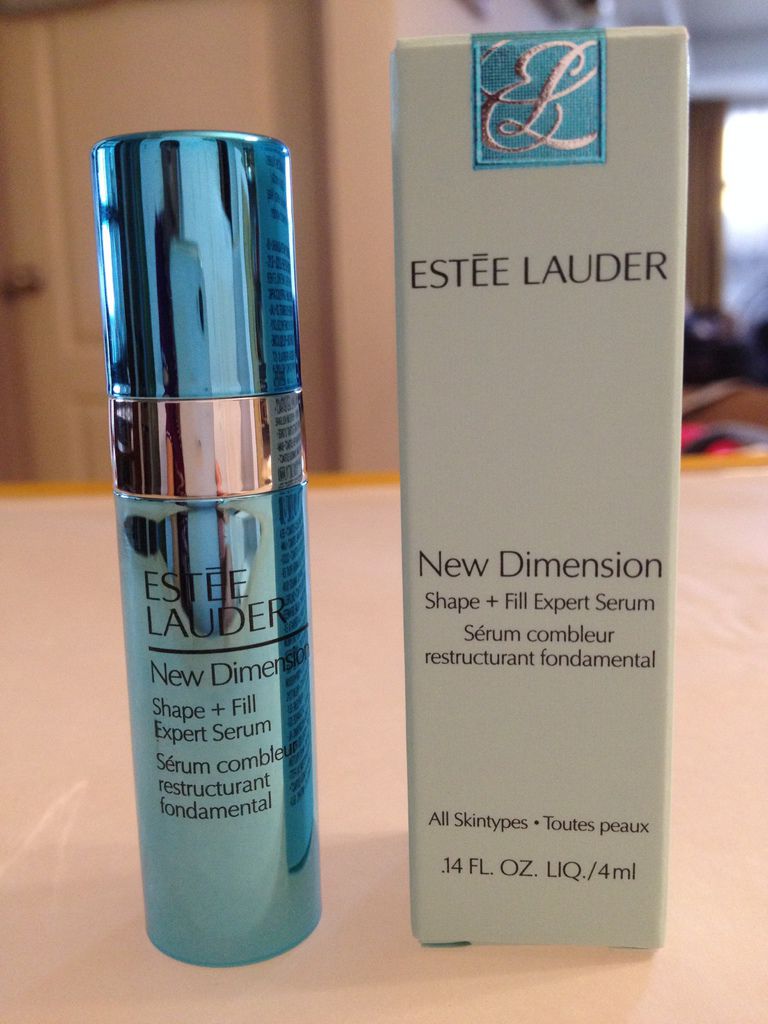 ESTĒE
LAUDER
New Dimension
Shape + Fill
Expert Serum
Sérum combleur
restructurant
fondamental
EL
ESTĒE LAUDER
New Dimension
Shape + Fill Expert Serum
Sérum combleur
restructurant fondamental
All Skintypes • Toutes peaux
.14 FL. OZ. LIQ./4ml